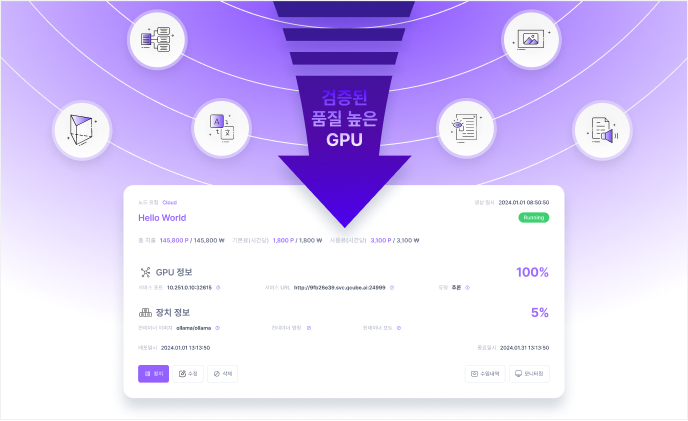 검증된
품질 높은
GPU
노드 유형 Cloud
생성 일시 2024.01.01 08:50:50
Hello World
Running
총 지출 145,800 P / 145,800 ₩ 기본료(시간당) 1,800 P / 1,800 ₩ 사용료(시간당) 3,100 P / 3,100 ₩
GPU 정보
100%
서비스 포트 10.251.0.10:32615
서비스 URL http://9fb26e39.svc.qcube.ai:24999
유형 추론
장치 정보
5%
컨테이너 이미지 ollama/ollama
컨테이너 명령
컨테이너 인자
배포일시 2024.01.01 13:13:50
종료일시 2024.01.31 13:13:50
정지
수정
삭제
수입내역
모니터링